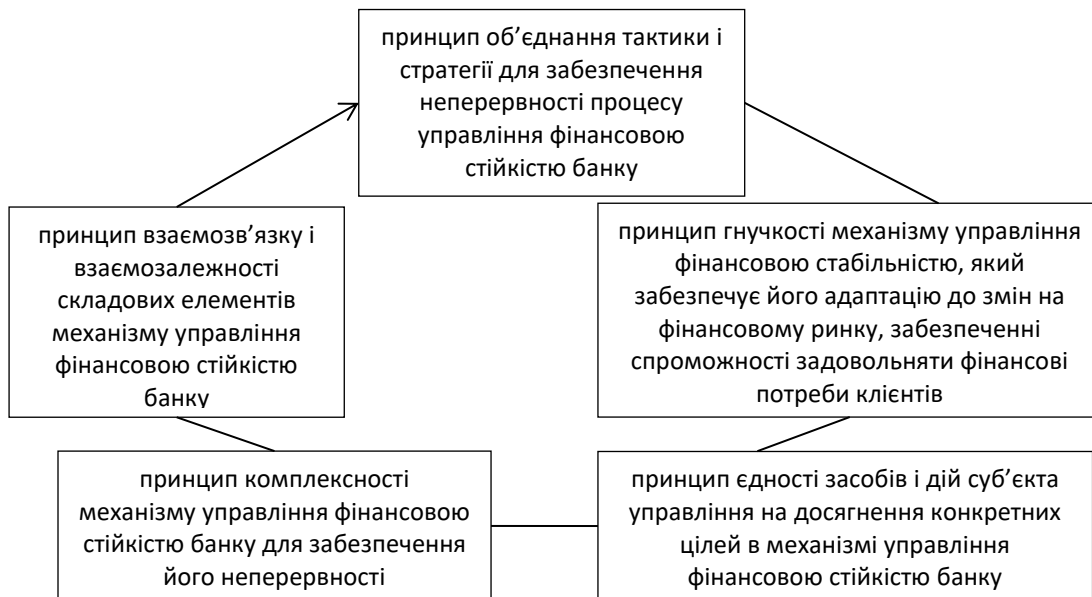 принцип об’єднання тактики і
стратегії для забезпечення
неперервності процесу
управління фінансовою
стійкістю банку
принцип взаємозв’язку і
взаємозалежності
складових елементів
механізму управління
фінансовою стійкістю
банку
принцип гнучкості механізму управління
фінансовою стабільністю, який
забезпечує його адаптацію до змін на
фінансовому ринку, забезпеченні
спроможності задовольняти фінансові
потреби клієнтів
принцип комплексності
механізму управління фінансовою
стійкістю банку для забезпечення
його неперервності
принцип єдності засобів і дій суб’єкта
управління на досягнення конкретних
цілей в механізмі управління
фінансовою стійкістю банку